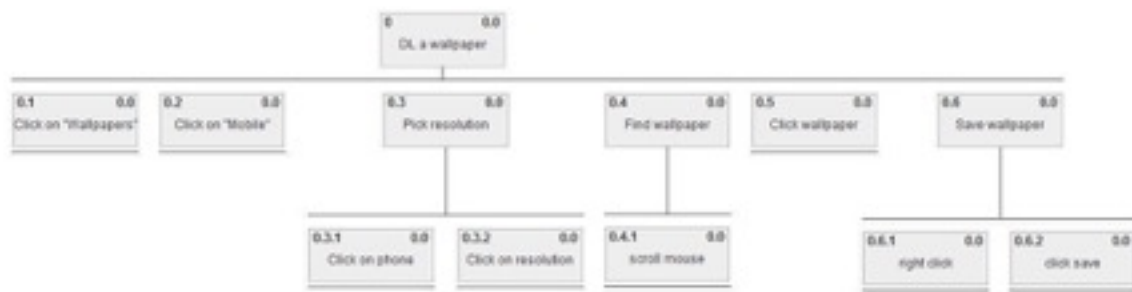 0 0.0
DL a wallpaper
0.1 0.0 0.2 0.0 0.3 0.0 0.4 0.0 0.5 0.0 0.6 0.0
Click on "Wallpapers" Click on "Mobile" Pick resolution Find wallpaper Click wallpaper Save wallpaper
0.3.1 0.0 0.3.2 0.0 0.4.1 0.0 0.6.1 0.0 0.6.2 0.0
Click on phone Click on resolution scroll mouse right click click save